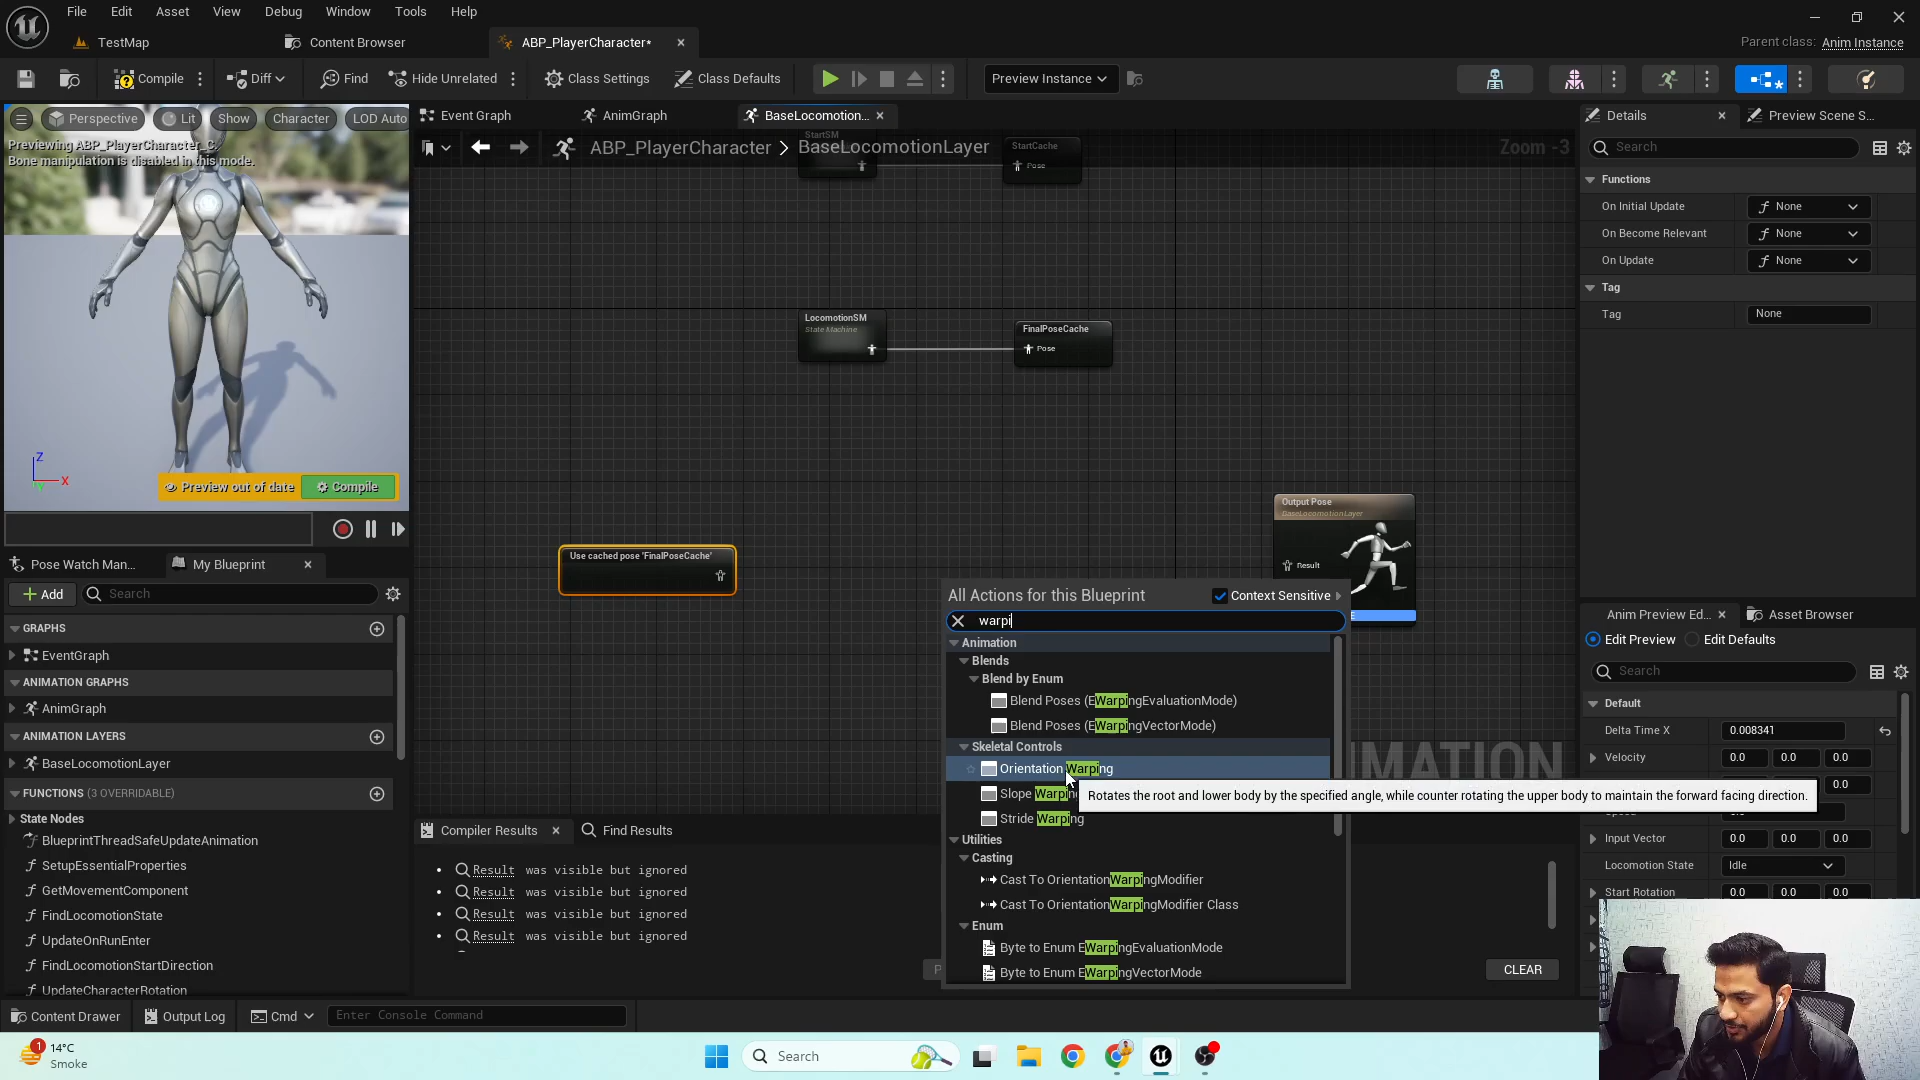 File Edit Asset View Debug Window Tools Help
TestMap Content Browser ABP_PlayerCharacter*
Parent class: Anim Instance
Compile Diff Find Hide Unrelated Class Settings Class Defaults Preview Instance
Perspective Lit Show Character LOD Auto
Previewing ABP_PlayerCharacter_C.
Bone manipulation is disabled in this mode.
Z
X
Y
Preview out of date Compile
Pose Watch Man... My Blueprint
Add Search
GRAPHS
EventGraph
ANIMATION GRAPHS
AnimGraph
ANIMATION LAYERS
BaseLocomotionLayer
FUNCTIONS (3 OVERRIDABLE)
State Nodes
BlueprintThreadSafeUpdateAnimation
SetupEssentialProperties
GetMovementComponent
FindLocomotionState
UpdateOnRunEnter
FindLocomotionStartDirection
UpdateCharacterRotation
Event Graph AnimGraph BaseLocomotion...
ABP_PlayerCharacter > BaseLocomotionLayer
Zoom -3
StartSM
StartCache
Pose
LocomotionSM
State Machine
FinalPoseCache
Pose
Use cached pose 'FinalPoseCache'
Output Pose
BaseLocomotionLayer
Result
All Actions for this Blueprint Context Sensitive
warpi
Animation
Blends
Blend by Enum
Blend Poses (EWarpingEvaluationMode)
Blend Poses (EWarpingVectorMode)
Skeletal Controls
Orientation Warping
Slope Warping
Stride Warping
Utilities
Casting
Cast To OrientationWarpingModifier
Cast To OrientationWarpingModifier Class
Enum
Byte to Enum EWarpingEvaluationMode
Byte to Enum EWarpingVectorMode
Rotates the root and lower body by the specified angle, while counter rotating the upper body to maintain the forward facing direction.
ANIMATION
Compiler Results Find Results
Result was visible but ignored
Result was visible but ignored
Result was visible but ignored
Result was visible but ignored
CLEAR
Details Preview Scene S...
Search
Functions
On Initial Update None
On Become Relevant None
On Update None
Tag
Tag None
Anim Preview Ed... Asset Browser
Edit Preview Edit Defaults
Search
Default
Delta Time X 0.008341
Velocity 0.0 0.0 0.0
0.0
Input Vector 0.0 0.0 0.0
Locomotion State Idle
Start Rotation 0.0 0.0 0.0
Content Drawer Output Log Cmd Enter Console Command
1
14°C
Smoke
Search